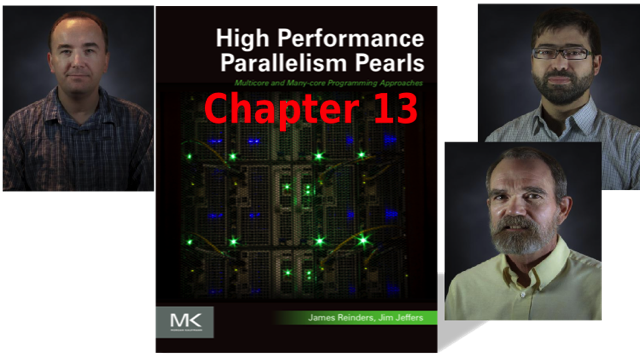 High Performance
Parallelism Pearls
Multicore and Many-core Programming Approaches
Chapter 13
James Reinders, Jim Jeffers
MK